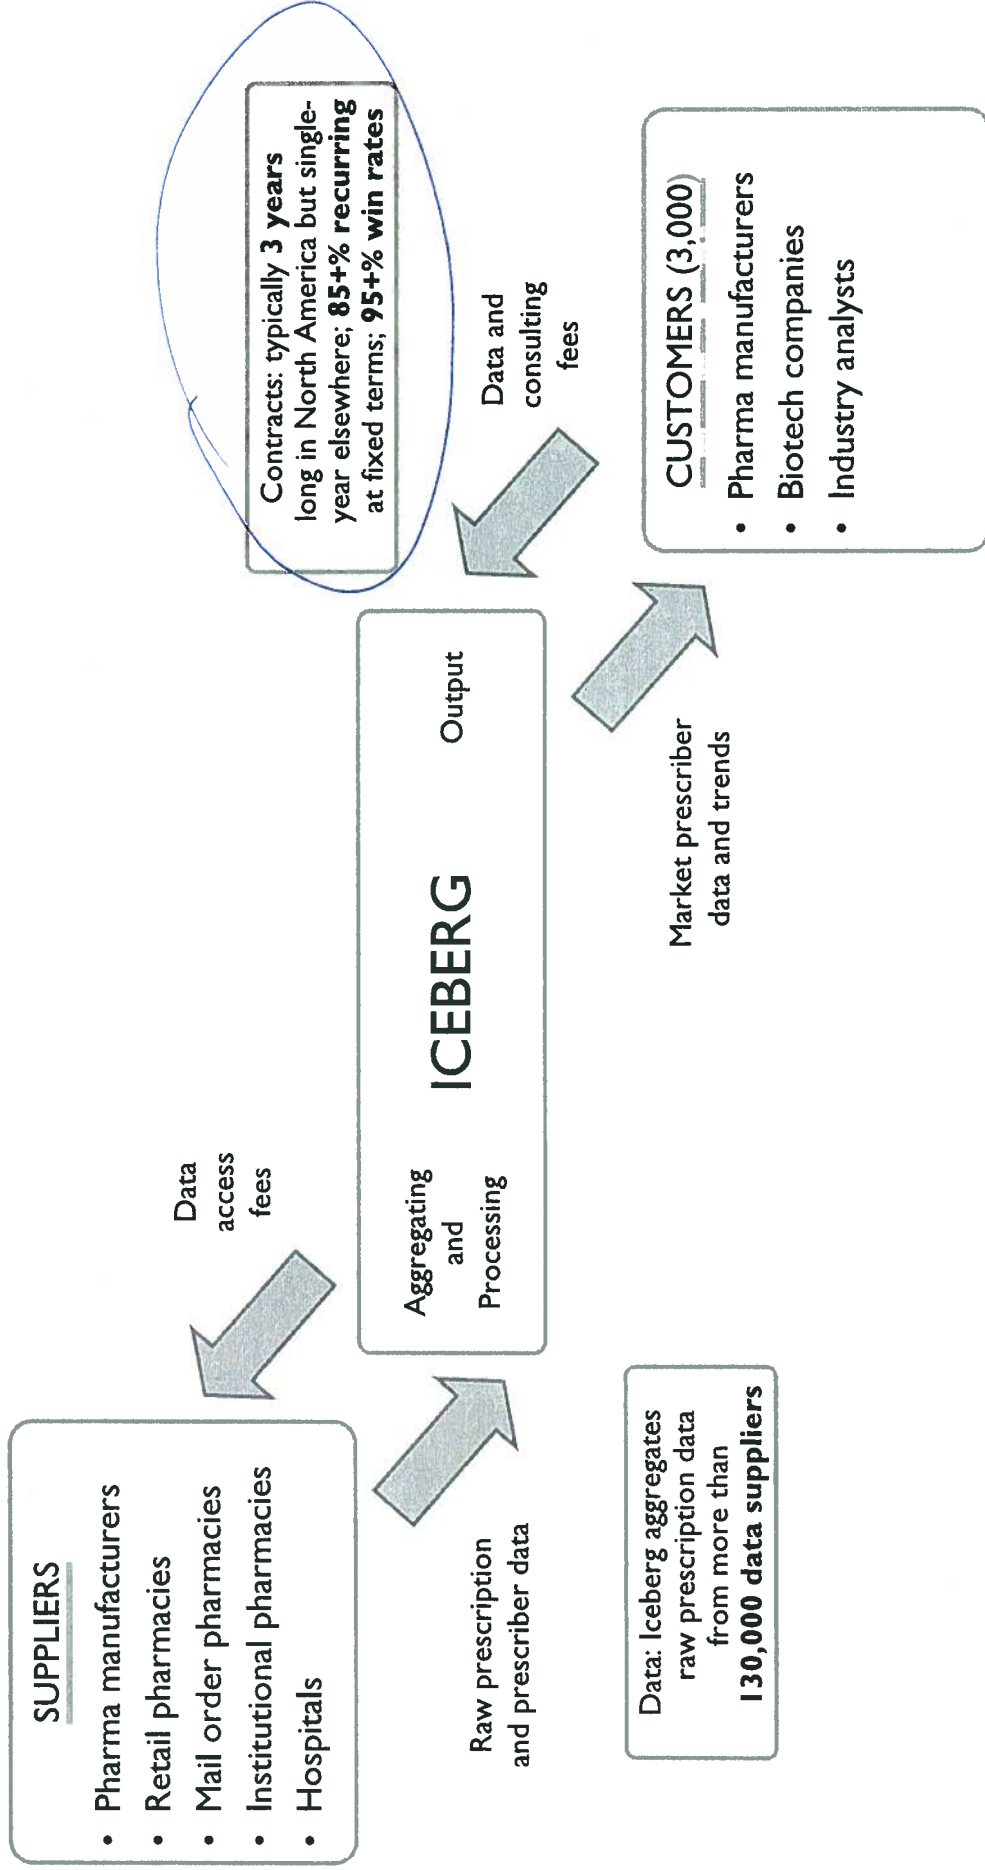 SUPPLIERS
• Pharma manufacturers
• Retail pharmacies
• Mail order pharmacies
• Institutional pharmacies
• Hospitals
Data
access
fees
Raw prescription
and prescriber data
Data: Iceberg aggregates
raw prescription data
from more than
130,000 data suppliers
Aggregating
and
Processing
ICEBERG
Output
Contracts: typically 3 years
long in North America but single-
year elsewhere; 85+% recurring
at fixed terms; 95+% win rates
Data and
consulting
fees
Market prescriber
data and trends
CUSTOMERS (3,000)
• Pharma manufacturers
• Biotech companies
• Industry analysts